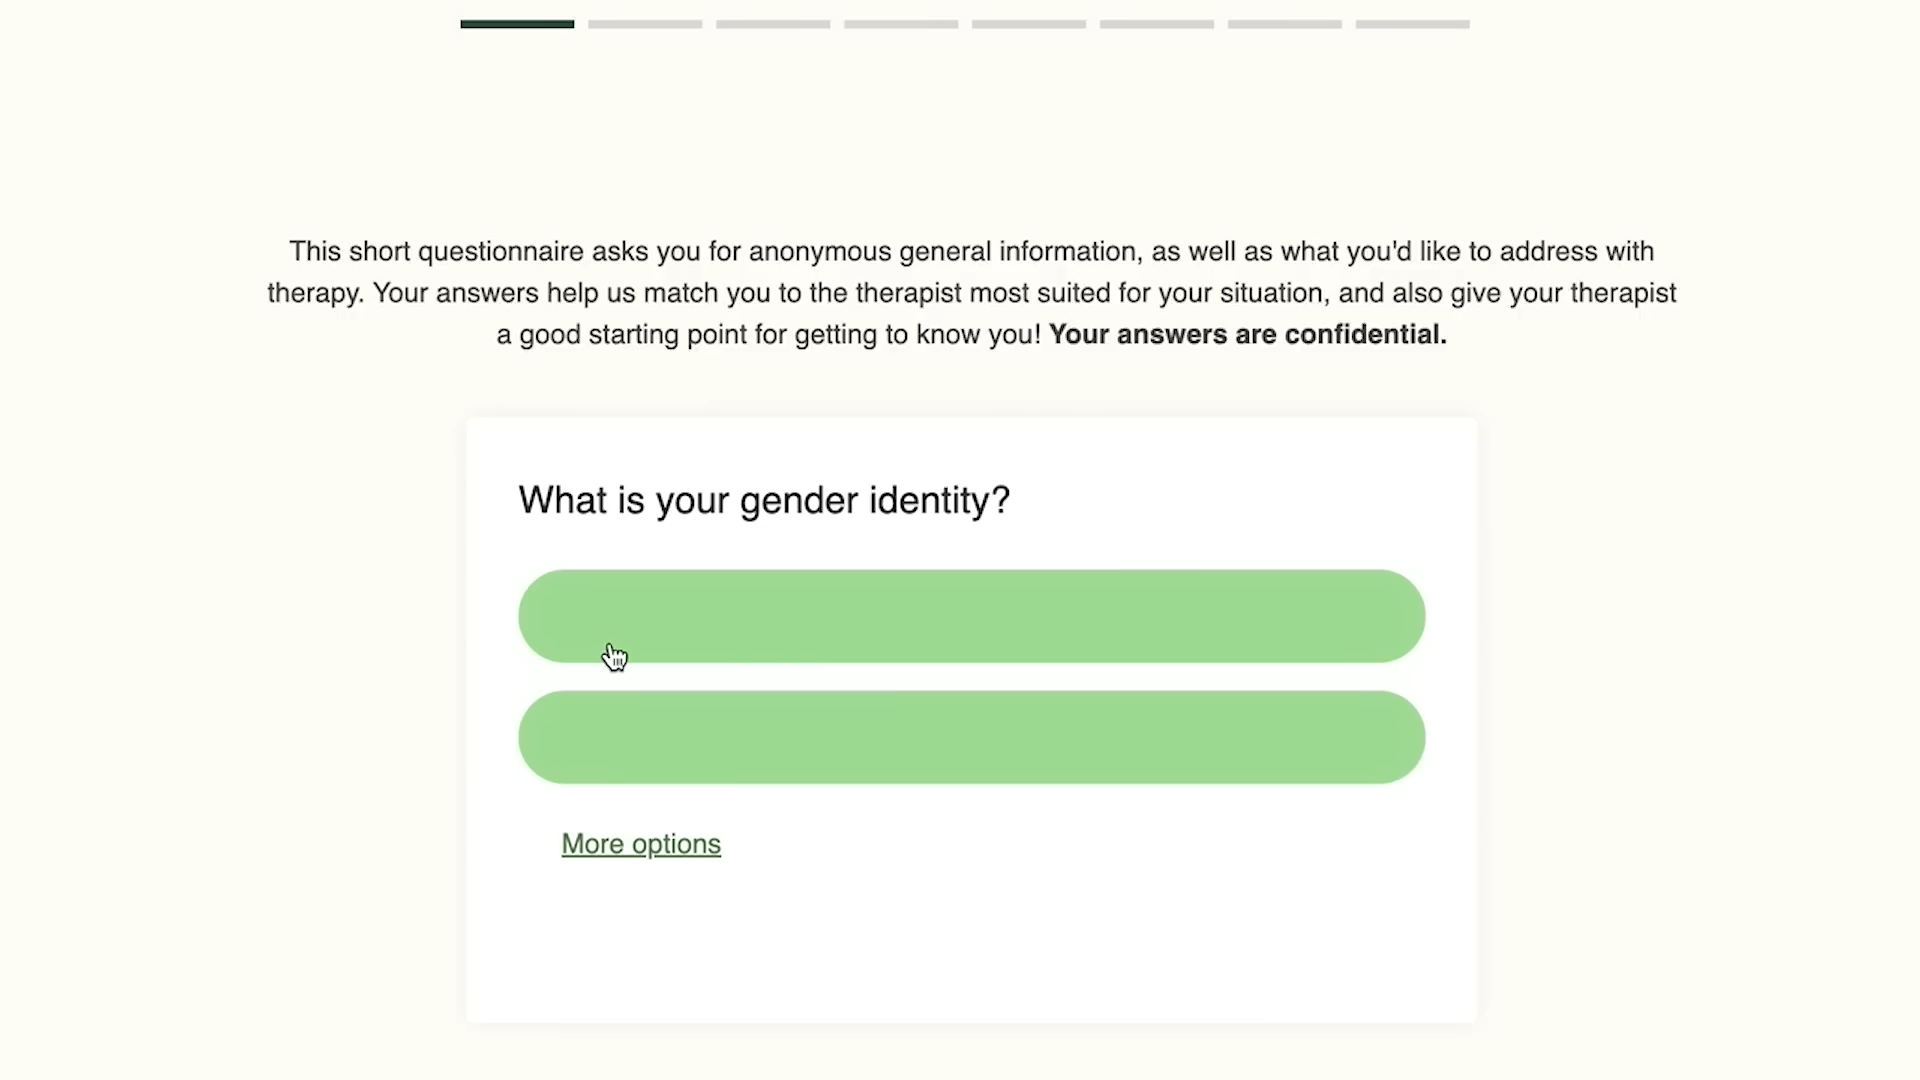 This short questionnaire asks you for anonymous general information, as well as what you'd like to address with
therapy. Your answers help us match you to the therapist most suited for your situation, and also give your therapist
a good starting point for getting to know you! Your answers are confidential.
What is your gender identity?
More options